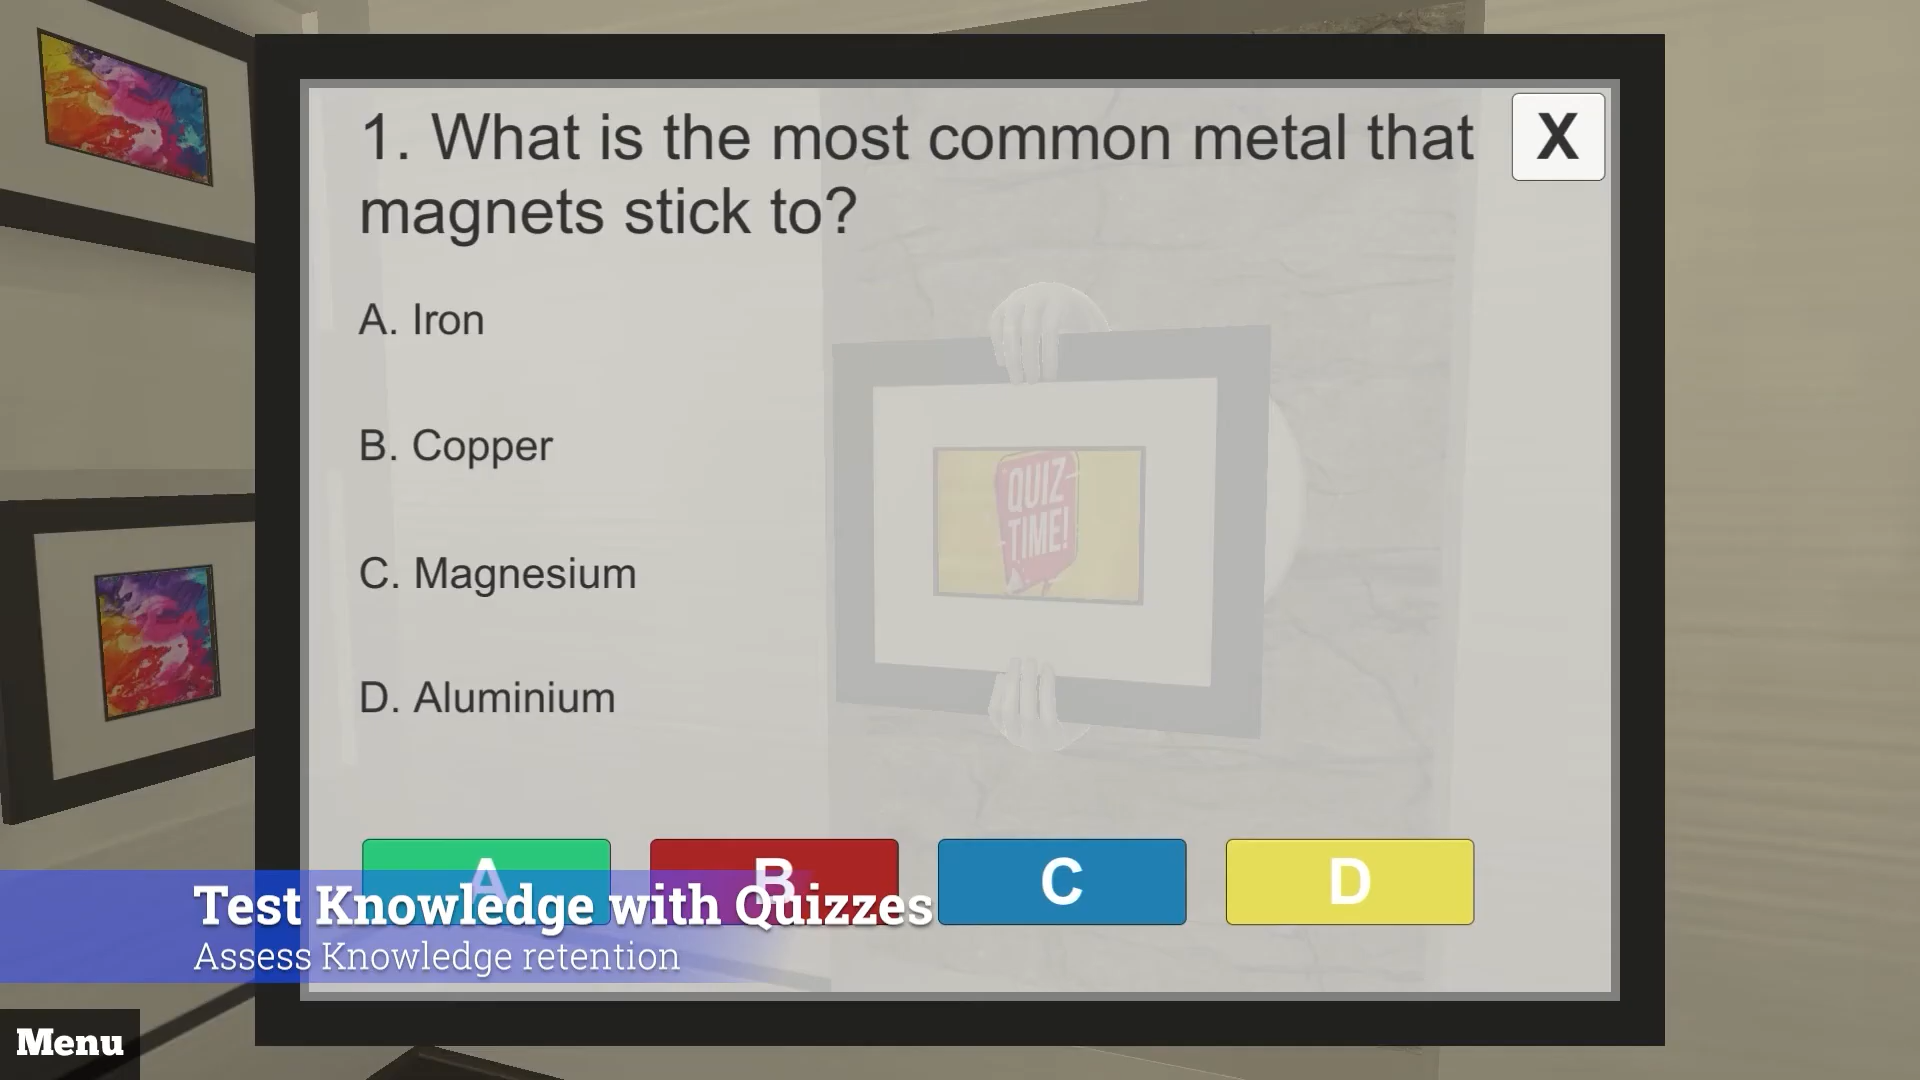 1. What is the most common metal that
magnets stick to?
X
A. Iron
B. Copper
C. Magnesium
D. Aluminium
QUIZ
TIME!
A
B
C
D
Test Knowledge with Quizzes
Assess Knowledge retention
Menu